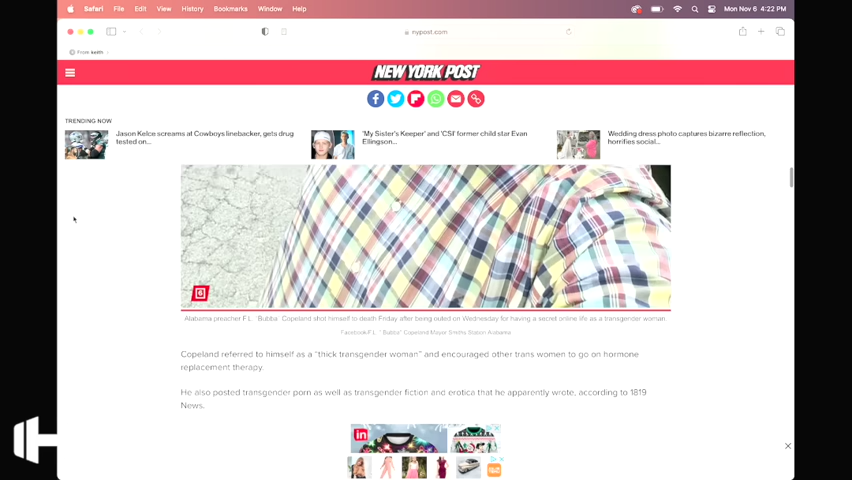 Safari File Edit View History Bookmarks Window Help Mon Nov 6 4:22 PM
nypost.com
From keith
NEW YORK POST
TRENDING NOW
Jason Kelce screams at Cowboys linebacker, gets drug
tested on...
'My Sister's Keeper' and 'CSI' former child star Evan
Ellingson...
Wedding dress photo captures bizarre reflection,
horrifies social...
6
Alabama preacher F.L. "Bubba" Copeland shot himself to death Friday after being outed on Wednesday for having a secret online life as a transgender woman.
Facebook/F.L. "Bubba" Copeland Mayor Smiths Station Alabama
Copeland referred to himself as a "thick transgender woman" and encouraged other trans women to go on hormone
replacement therapy.
He also posted transgender porn as well as transgender fiction and erotica that he apparently wrote, according to 1819
News.
in